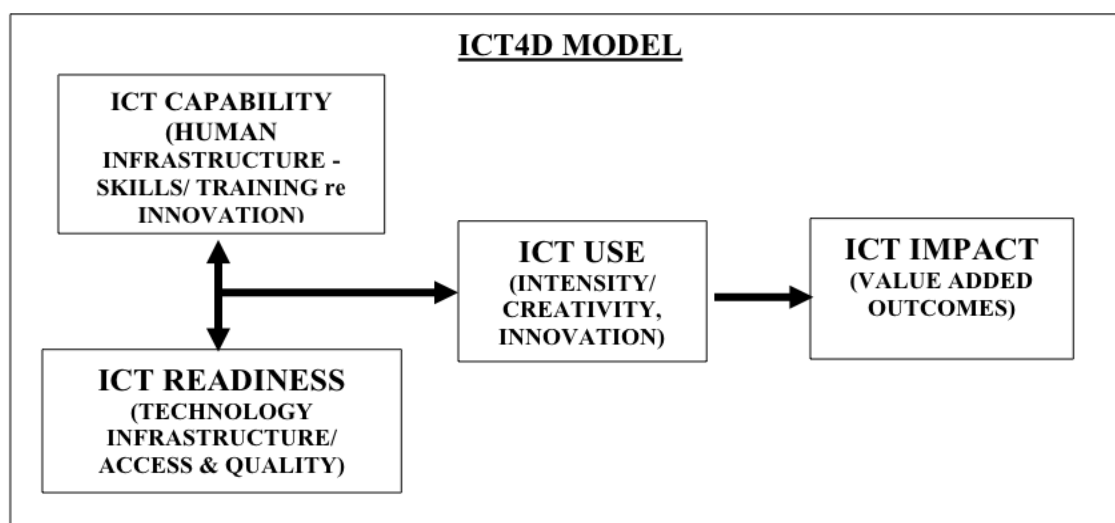 ICT4D MODEL
ICT CAPABILITY
(HUMAN
INFRASTRUCTURE -
SKILLS/ TRAINING re
INNOVATION)
ICT USE
(INTENSITY/
CREATIVITY,
INNOVATION)
ICT IMPACT
(VALUE ADDED
OUTCOMES)
ICT READINESS
(TECHNOLOGY
INFRASTRUCTURE/
ACCESS & QUALITY)